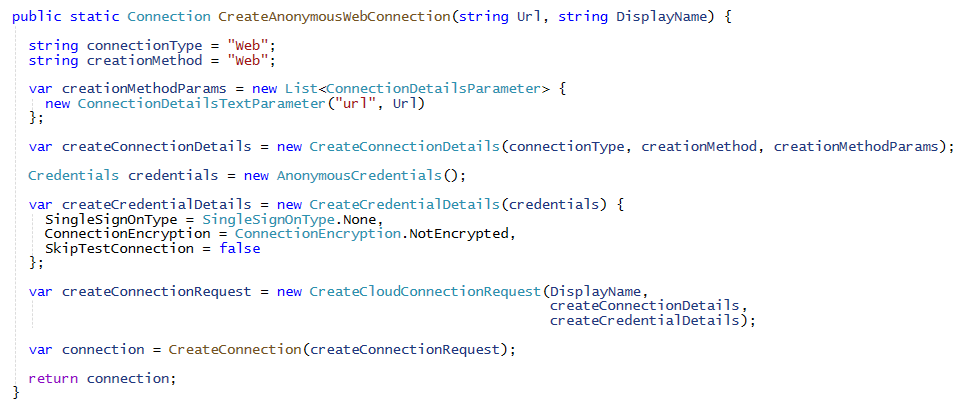 public static Connection CreateAnonymousWebConnection(string Url, string DisplayName) {
string connectionType = "Web";
string creationMethod = "Web";
var creationMethodParams = new List<ConnectionDetailsParameter> {
new ConnectionDetailsTextParameter("url", Url)
};
var createConnectionDetails = new CreateConnectionDetails(connectionType, creationMethod, creationMethodParams);
Credentials credentials = new AnonymousCredentials();
var createCredentialDetails = new CreateCredentialDetails(credentials) {
SingleSignOnType = SingleSignOnType.None,
ConnectionEncryption = ConnectionEncryption.NotEncrypted,
SkipTestConnection = false
};
var createConnectionRequest = new CreateCloudConnectionRequest(DisplayName,
createConnectionDetails,
createCredentialDetails);
var connection = CreateConnection(createConnectionRequest);
return connection;
}